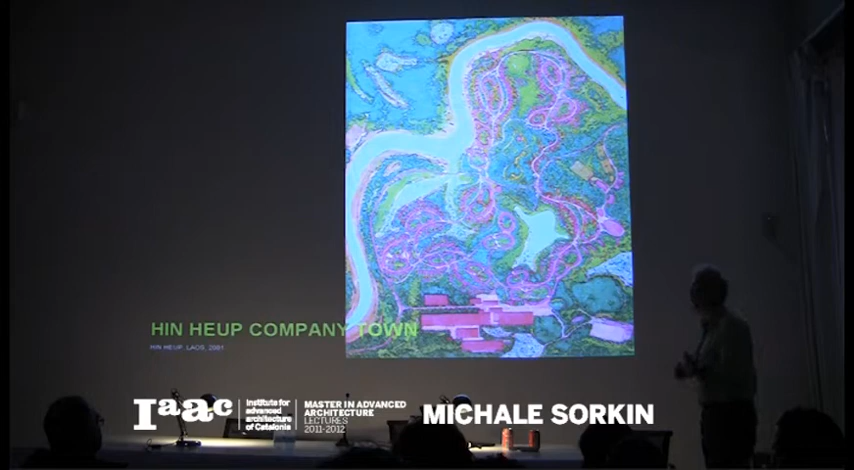 HIN HEUP COMPANY TOWN
HIN HEUP, LAOS, 2001
Iaac
Institute for
advanced
architecture
of Catalonia
MASTER IN ADVANCED
ARCHITECTURE
LECTURES
2011-2012
MICHALE SORKIN